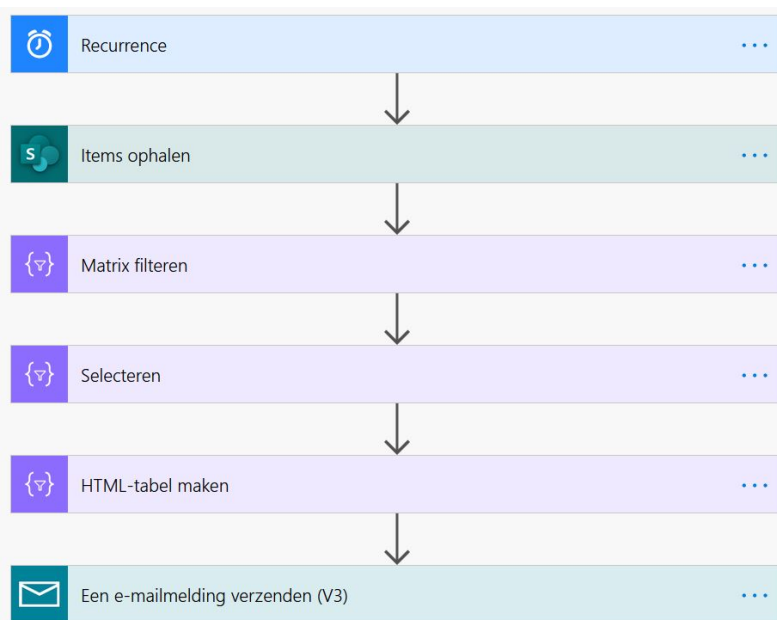 Recurrence
S
Items ophalen
Matrix filteren
Selecteren
HTML-tabel maken
Een e-mailmelding verzenden (V3)